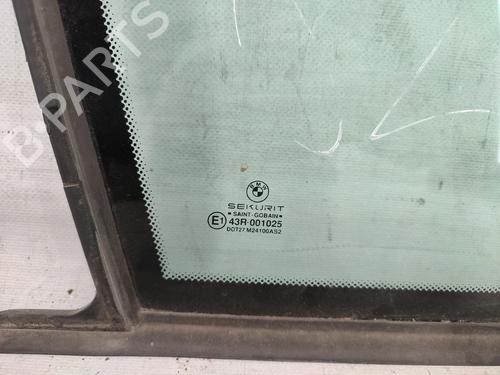 B-PARTS
BMW
SEKURIT
SAINT-GOBAIN
E1 43R-001025
DOT27 M24100AS2